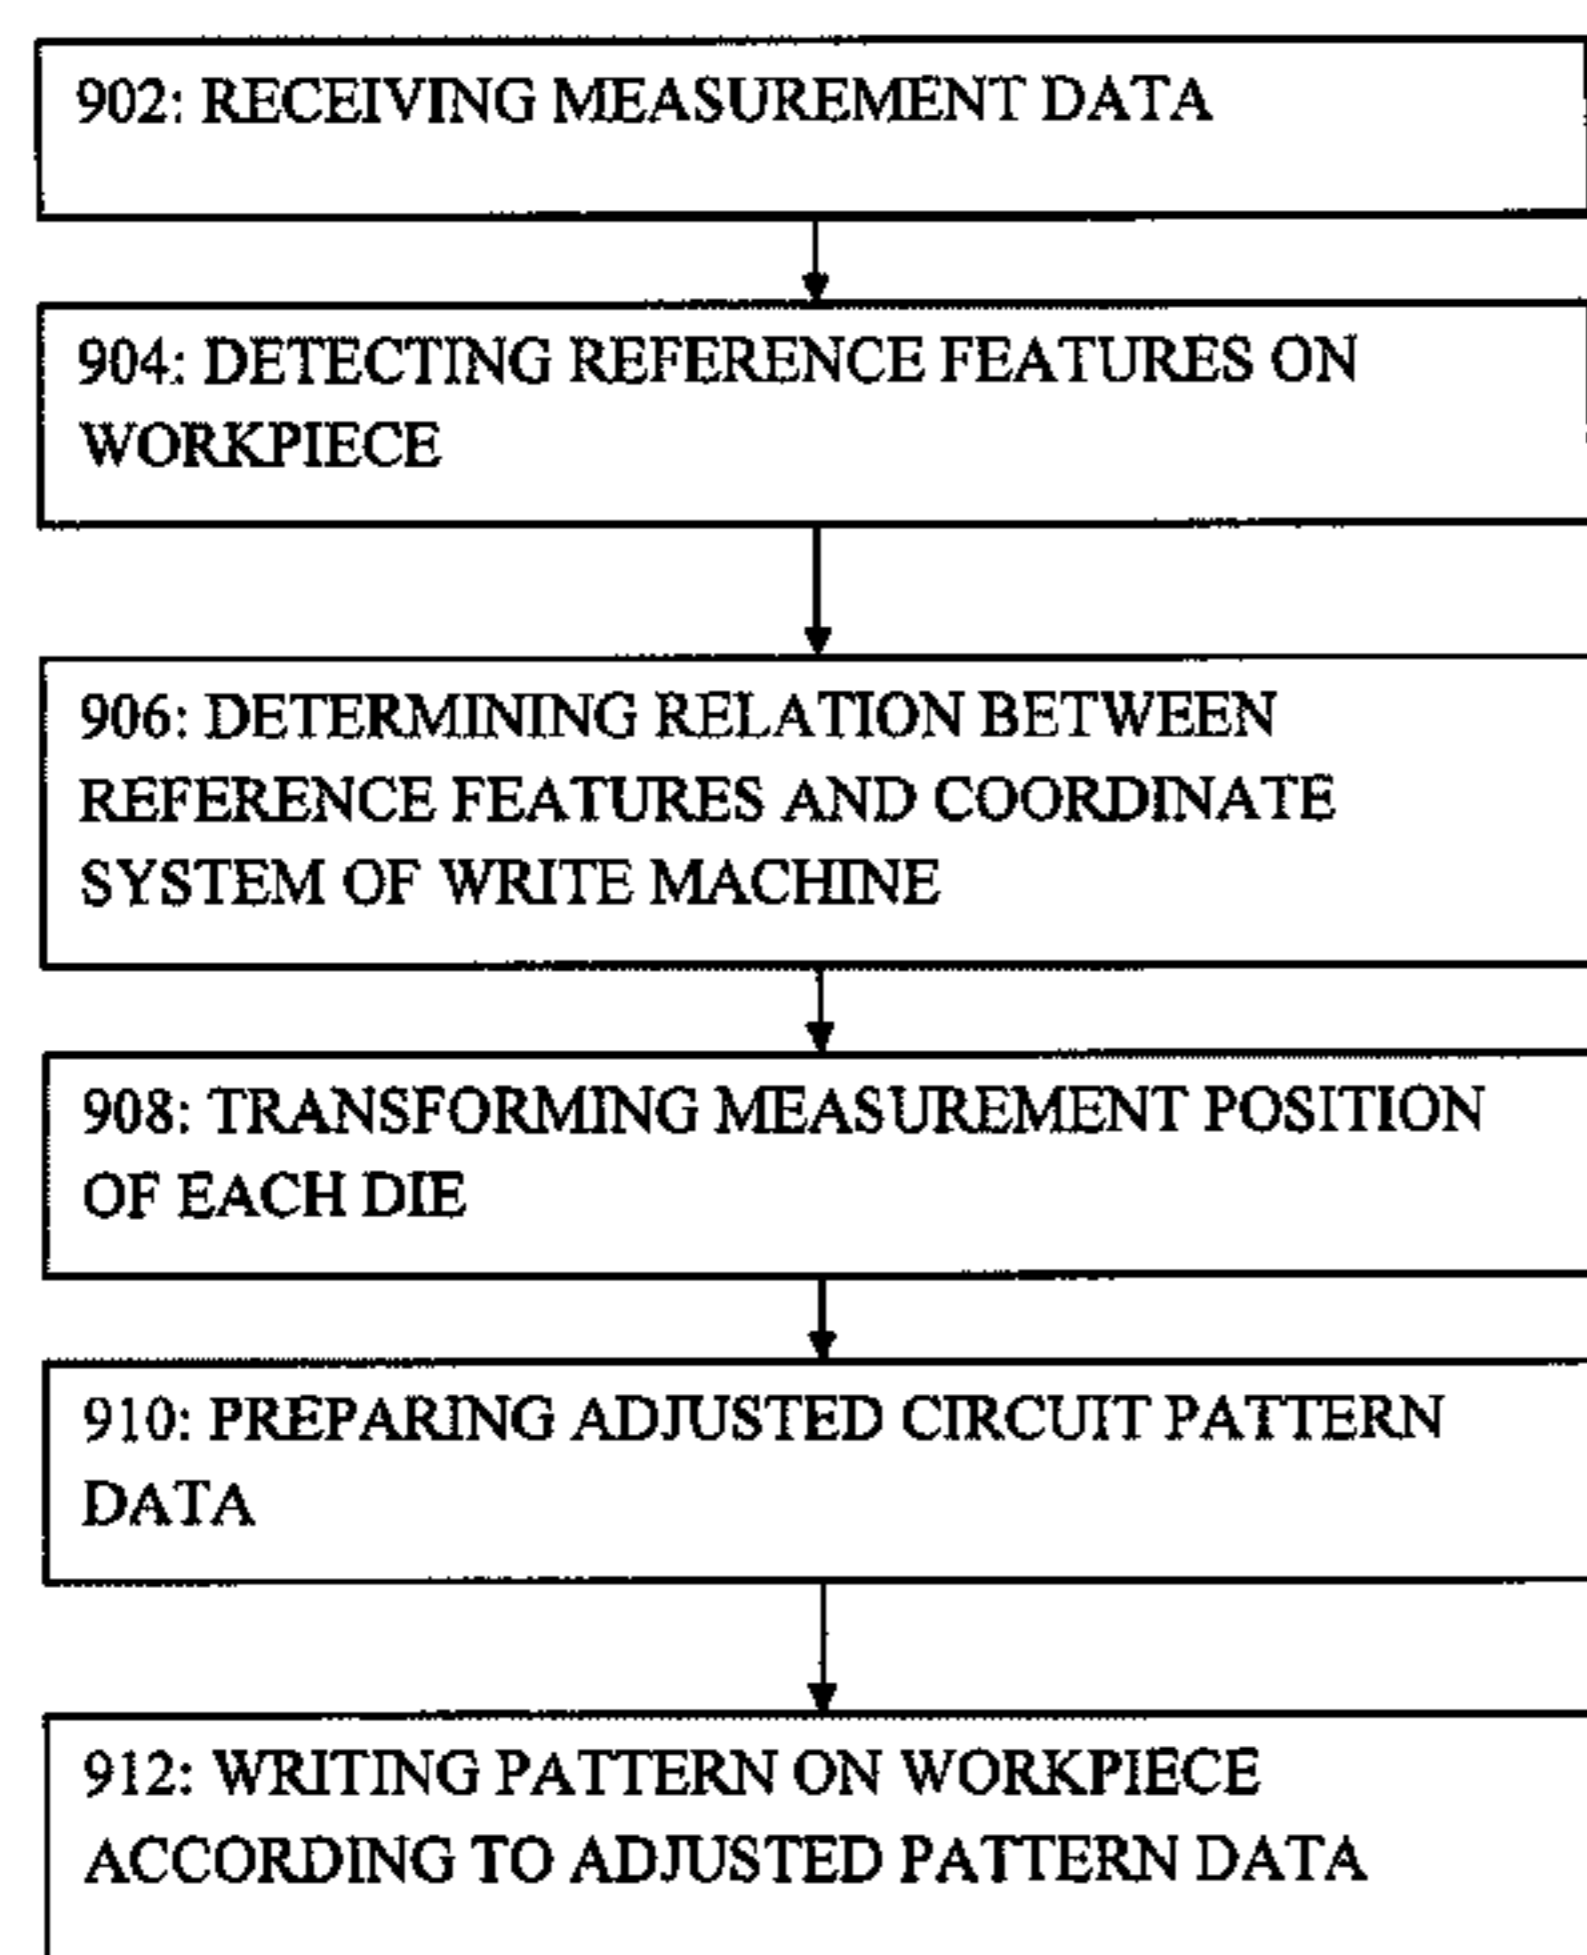 902: RECEIVING MEASUREMENT DATA
904: DETECTING REFERENCE FEATURES ON
WORKPIECE
906: DETERMINING RELATION BETWEEN
REFERENCE FEATURES AND COORDINATE
SYSTEM OF WRITE MACHINE
908: TRANSFORMING MEASUREMENT POSITION
OF EACH DIE
910: PREPARING ADJUSTED CIRCUIT PATTERN
DATA
912: WRITING PATTERN ON WORKPIECE
ACCORDING TO ADJUSTED PATTERN DATA